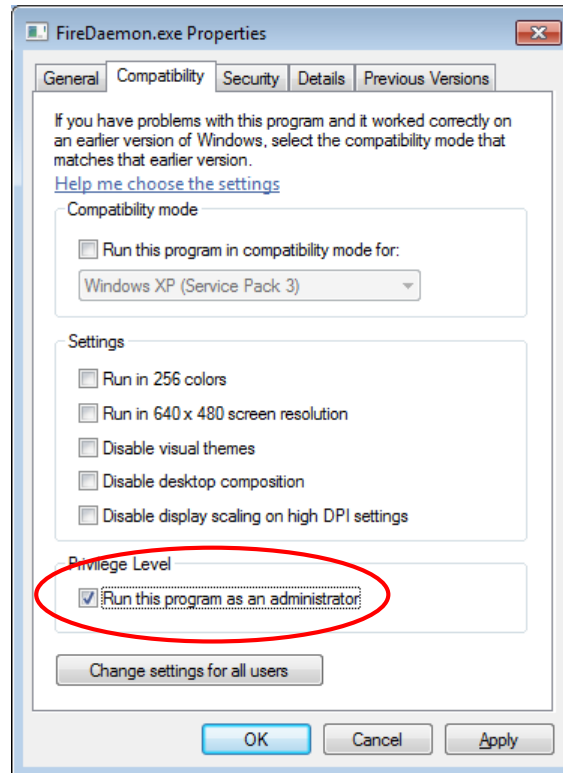 FireDaemon.exe Properties
General Compatibility Security Details Previous Versions
If you have problems with this program and it worked correctly on
an earlier version of Windows, select the compatibility mode that
matches that earlier version.
Help me choose the settings
Compatibility mode
Run this program in compatibility mode for:
Windows XP (Service Pack 3)
Settings
Run in 256 colors
Run in 640 x 480 screen resolution
Disable visual themes
Disable desktop composition
Disable display scaling on high DPI settings
Privilege Level
Run this program as an administrator
Change settings for all users
OK Cancel Apply